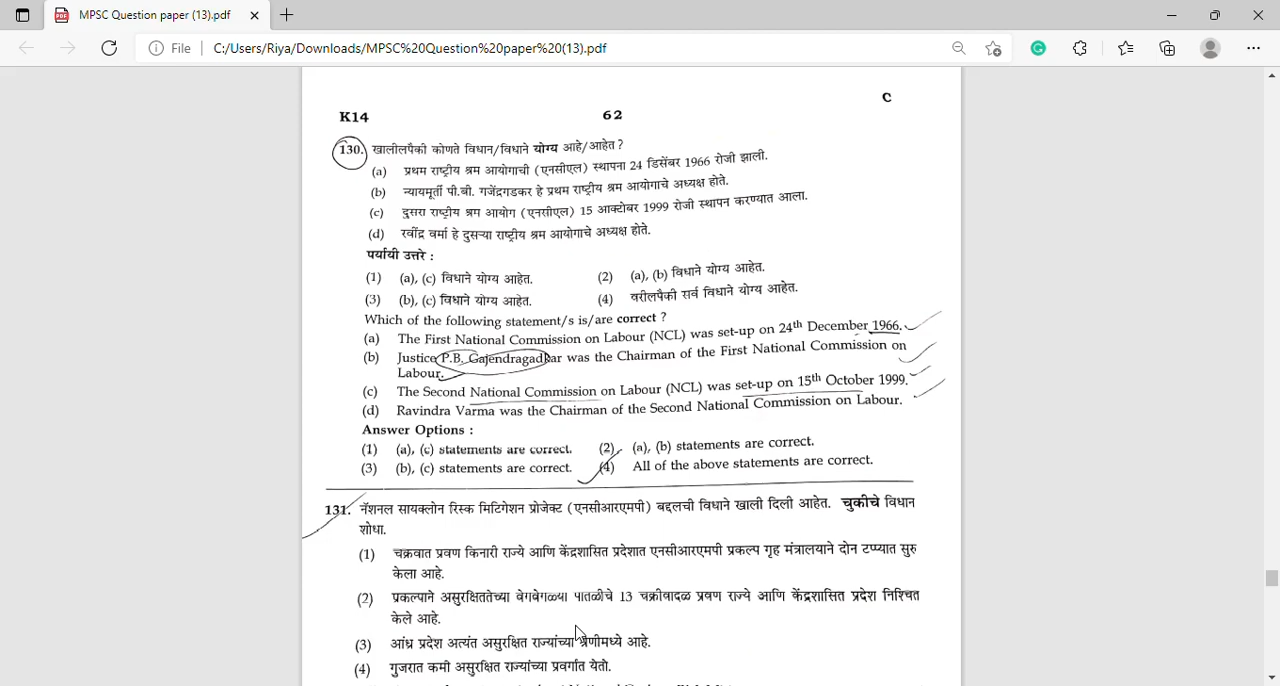 MPSC Question paper (13).pdf
File
C:/Users/Riya/Downloads/MPSC%20Question%20paper%20(13).pdf
C
K14
62
130. खालीलपैकी कोणते विधान/विधाने योग्य आहे/आहेत ?
(a) प्रथम राष्ट्रीय श्रम आयोगाची (एनसीएल) स्थापना 24 डिसेंबर 1966 रोजी झाली.
(b) न्यायमूर्ती पी.बी. गजेंद्रगडकर हे प्रथम राष्ट्रीय श्रम आयोगाचे अध्यक्ष होते.
(c) दुसरा राष्ट्रीय श्रम आयोग (एनसीएल) 15 आक्टोबर 1999 रोजी स्थापन करण्यात आला.
(d) रवींद्र वर्मा हे दुसऱ्या राष्ट्रीय श्रम आयोगाचे अध्यक्ष होते.
पर्यायी उत्तरे :
(1) (a), (c) विधाने योग्य आहेत. (2) (a), (b) विधाने योग्य आहेत.
(3) (b), (c) विधाने योग्य आहेत. (4) वरीलपैकी सर्व विधाने योग्य आहेत.
Which of the following statement/s is/are correct ?
(a) The First National Commission on Labour (NCL) was set-up on 24th December 1966.
(b) Justice P.B. Gajendragadkar was the Chairman of the First National Commission on
Labour.
(c) The Second National Commission on Labour (NCL) was set-up on 15th October 1999.
(d) Ravindra Varma was the Chairman of the Second National Commission on Labour.
Answer Options :
(1) (a), (c) statements are correct. (2) (a), (b) statements are correct.
(3) (b), (c) statements are correct. (4) All of the above statements are correct.
131. नॅशनल सायक्लोन रिस्क मिटिगेशन प्रोजेक्ट (एनसीआरएमपी) बद्दलची विधाने खाली दिली आहेत. चुकीचे विधान
शोधा.
(1) चक्रवात प्रवण किनारी राज्ये आणि केंद्रशासित प्रदेशात एनसीआरएमपी प्रकल्प गृह मंत्रालयाने दोन टप्प्यात सुरु
केला आहे.
(2) प्रकल्पाने असुरक्षिततेच्या वेगवेगळ्या पातळीचे 13 चक्रीवादळ प्रवण राज्ये आणि केंद्रशासित प्रदेश निश्चित
केले आहे.
(3) आंध्र प्रदेश अत्यंत असुरक्षित राज्यांच्या श्रेणीमध्ये आहे.
(4) गुजरात कमी असुरक्षित राज्यांच्या प्रवर्गात येतो.